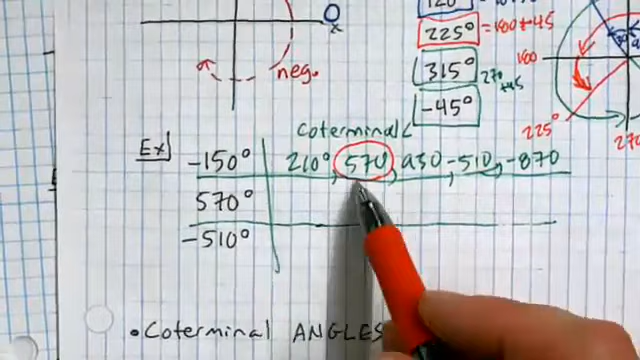 Q
x
neg.
120°
225° = 180+45
315° 270+45
-45°
180
225°
270
Coterminal ∠
Ex] -150° 210°, 570, 930, -510, -870
570°
-510°
• Coterminal ANGLES